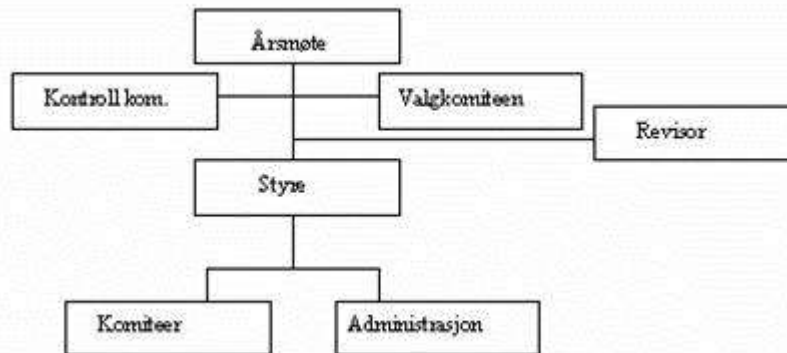 Årsmøte
Kontroll kom.
Valgkomiteen
Revisor
Styre
Komiteer
Administrasjon